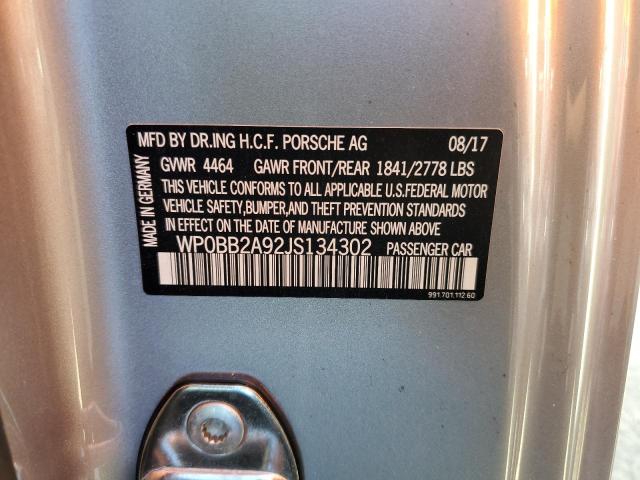 MFD BY DR.ING H.C.F. PORSCHE AG 08/17
GVWR 4464 GAWR FRONT/REAR 1841/2778 LBS
THIS VEHICLE CONFORMS TO ALL APPLICABLE U.S.FEDERAL MOTOR
VEHICLE SAFETY,BUMPER,AND THEFT PREVENTION STANDARDS
IN EFFECT ON THE DATE OF MANUFACTURE SHOWN ABOVE
WP0BB2A92JS134302 PASSENGER CAR
991.701.112.60
MADE IN GERMANY